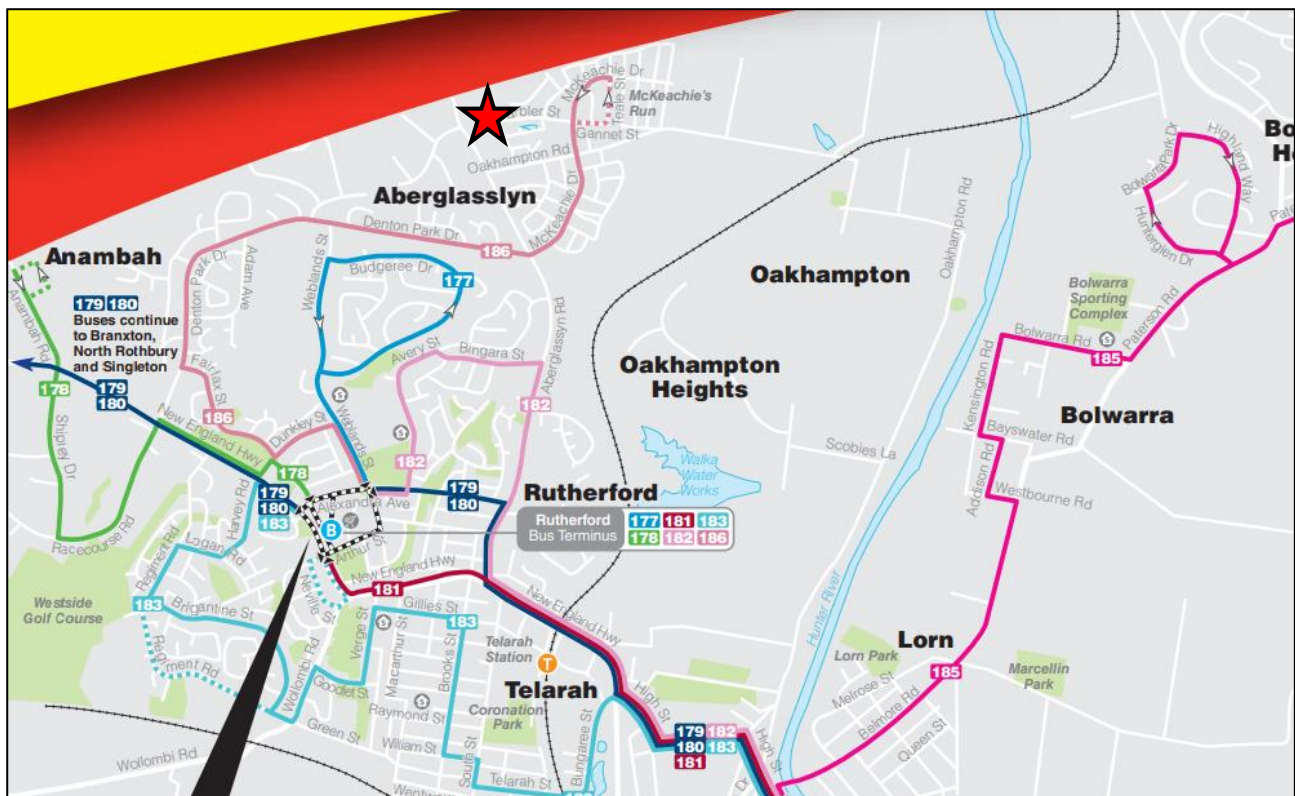 McKeachie Dr
Teale St
McKeachie's
Run
Gannet St
Oakhampton Rd
Aberglasslyn
McKeachie Dr
Denton Park Dr
186
Anambah
Denton Park Dr
Adam Ave
Weblands St
Budgeree Dr
177
Anambah Rd
179 180
Buses continue
to Branxton,
North Rothbury
and Singleton
178
179
180
Shipley Dr
Racecourse Rd
New England Hwy
Fairfax St
186
Dunkley St
178
Weblands St
Avery St
Bingara St
Aberglassyn Rd
182
182
179
180
179
180
183
Harvey Rd
Alexandra Ave
B
Arthur St
Rutherford
Rutherford
Bus Terminus
177 181 183
178 182 186
New England Hwy
181
New England Hwy
Oakhampton
Oakhampton
Heights
Oakhampton Rd
Walka
Water
Works
Scobies La
Hunter River
Bolwarra Park Dr
Highland Way
Hunterglen Dr
Bo
H
Pate
Bolwarra
Sporting
Complex
Paterson Rd
Bolwarra Rd
185
Kensington Rd
Bolwarra
Bayswater Rd
Addison Rd
Westbourne Rd
Westside
Golf Course
Regiment Rd
Logan Rd
183
Brigantine St
Regiment Rd
Neville St
Wollombi Rd
Verge St
Goodlet St
Gillies St
183
Macarthur St
Brooks St
Raymond St
Green St
William St
South St
Telarah St
Wollombi Rd
Telarah
Station
T
Telarah
Coronation
Park
Bungaree St
High St
179 182
180 183
181
High St
Dr
Lorn
Lorn Park
185
Melrose St
Belmore Rd
Queen St
Marcellin
Park